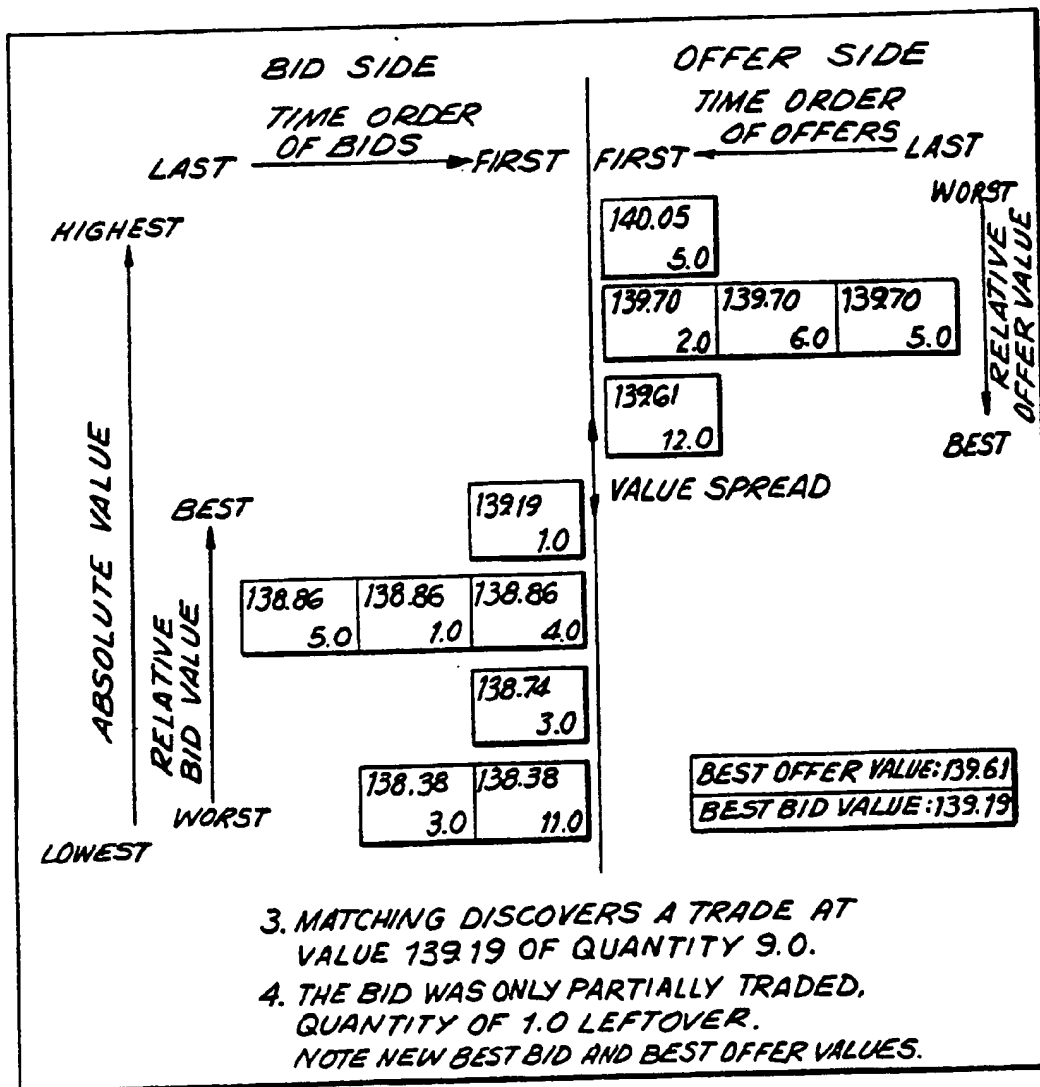 BID SIDE
OFFER SIDE
TIME ORDER
OF BIDS
TIME ORDER
OF OFFERS
LAST
FIRST
FIRST
LAST
HIGHEST
LOWEST
ABSOLUTE VALUE
BEST
WORST
RELATIVE
BID VALUE
WORST
BEST
RELATIVE
OFFER VALUE
140.05
5.0
139.70 139.70 139.70
2.0 6.0 5.0
139.61
12.0
VALUE SPREAD
139.19
1.0
138.86 138.86 138.86
5.0 1.0 4.0
138.74
3.0
138.38 138.38
3.0 11.0
BEST OFFER VALUE:139.61
BEST BID VALUE:139.19
3. MATCHING DISCOVERS A TRADE AT
VALUE 139.19 OF QUANTITY 9.0.
4. THE BID WAS ONLY PARTIALLY TRADED.
QUANTITY OF 1.0 LEFTOVER.
NOTE NEW BEST BID AND BEST OFFER VALUES.